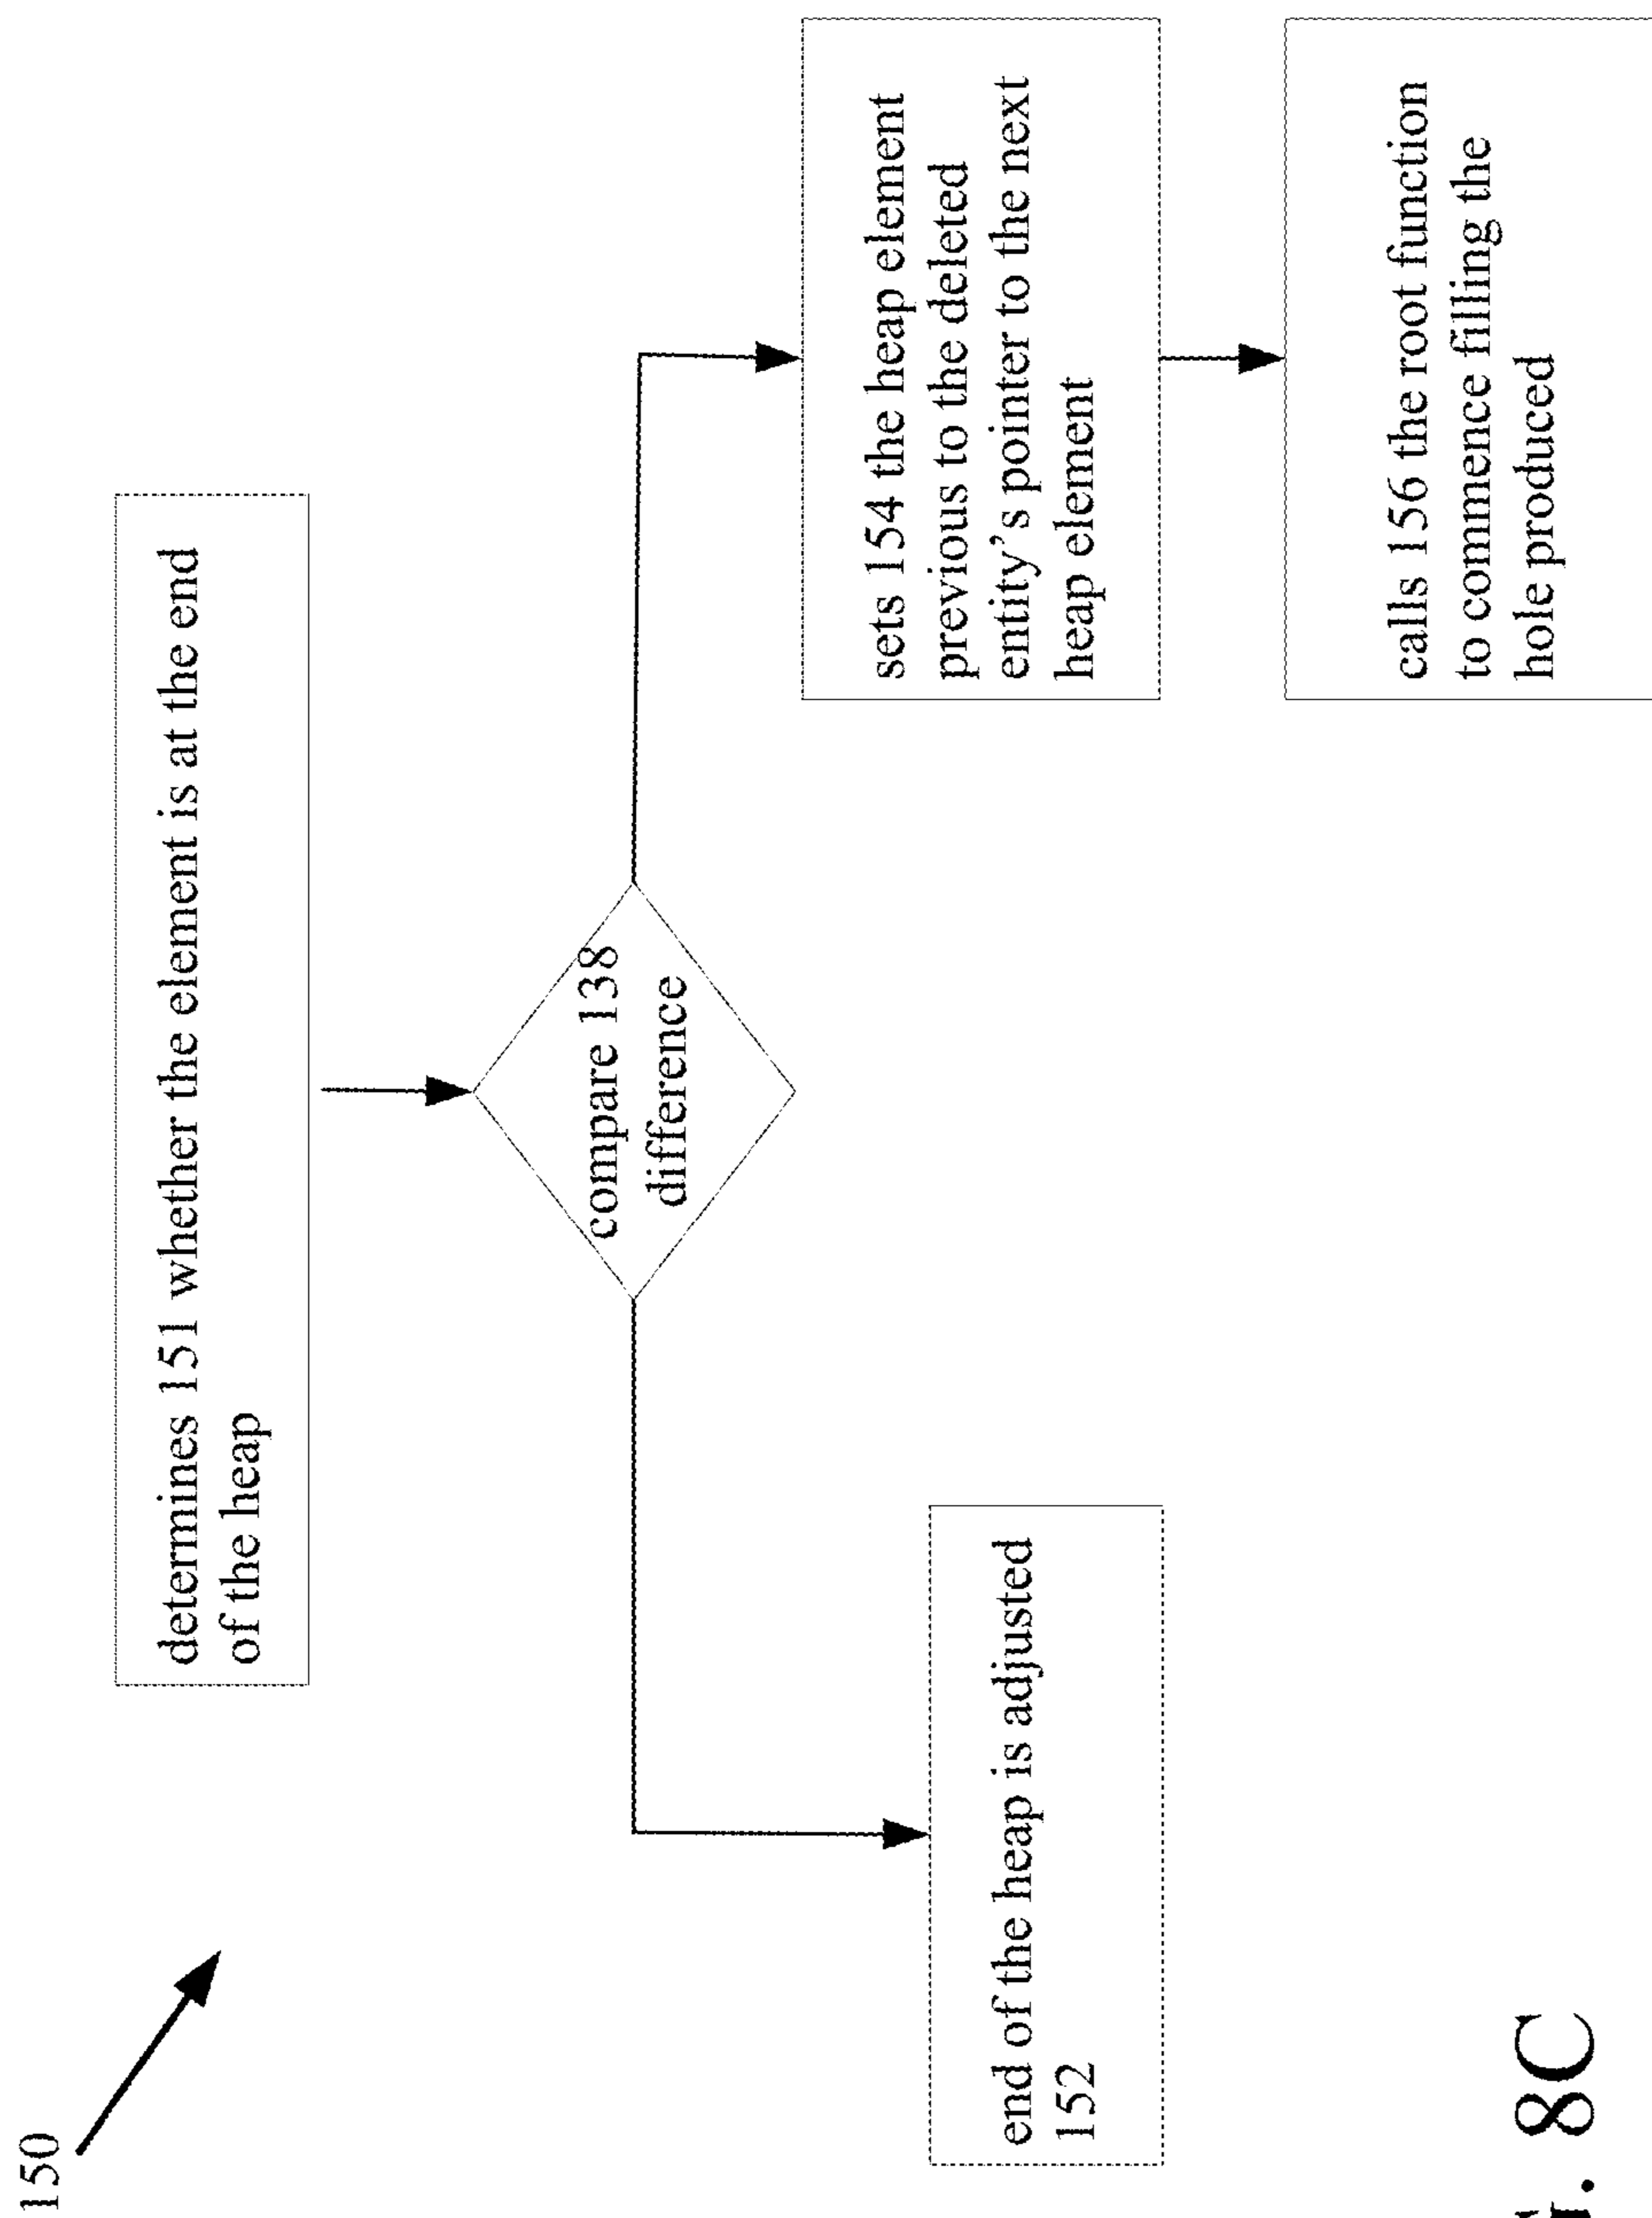 150
determines 151 whether the element is at the end
of the heap
compare 138
difference
end of the heap is adjusted
152
sets 154 the heap element
previous to the deleted
entity's pointer to the next
heap element
calls 156 the root function
to commence filling the
hole produced
8C